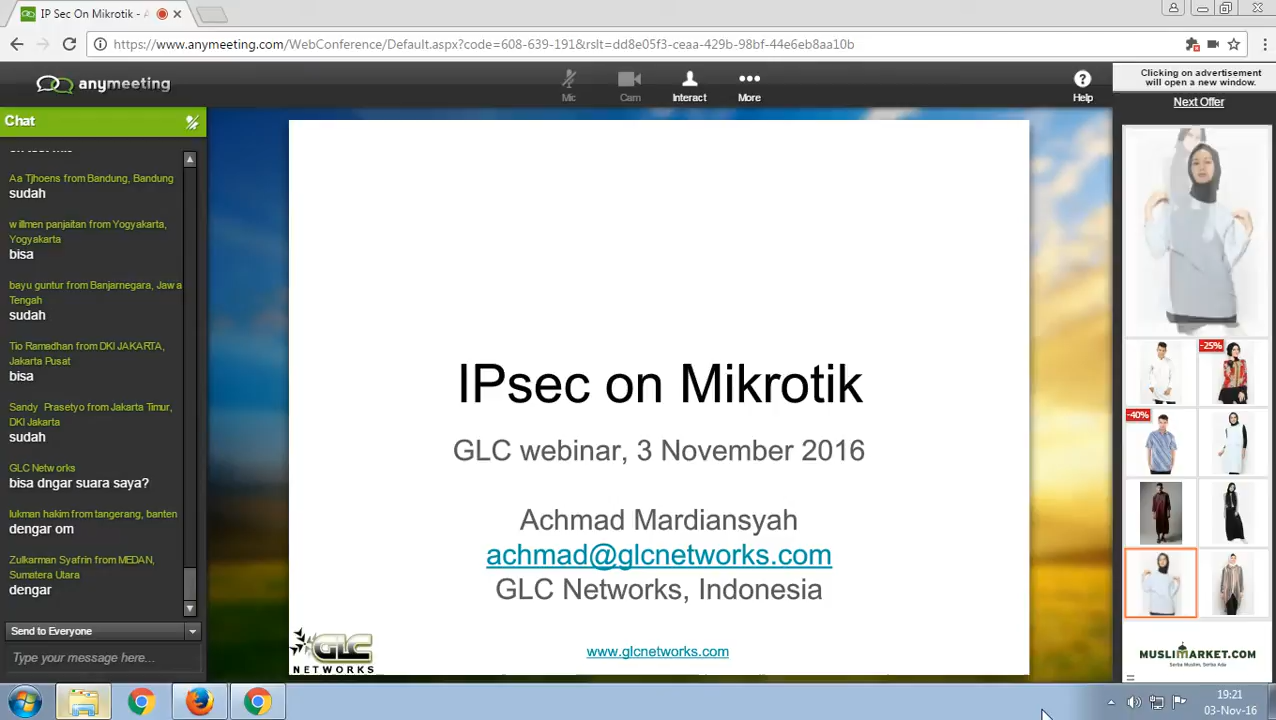 IP Sec On Mikrotik - A
https://www.anymeeting.com/WebConference/Default.aspx?code=608-639-191&rslt=dd8e05f3-ceaa-429b-98bf-44e6eb8aa10b
anymeeting
Mic
Cam
Interact
More
Help
Clicking on advertisement
will open a new window.
Next Offer
Chat
Aa Tjhoens from Bandung, Bandung
sudah
willmen panjaitan from Yogyakarta,
Yogyakarta
bisa
bayu guntur from Banjarnegara, Jawa
Tengah
sudah
Tio Ramadhan from DKI JAKARTA,
Jakarta Pusat
bisa
Sandy Prasetyo from Jakarta Timur,
DKI Jakarta
sudah
GLC Networks
bisa dngar suara saya?
lukman hakim from tangerang, banten
dengar om
Zulkarman Syafrin from MEDAN,
Sumatera Utara
dengar
Send to Everyone
Type your message here...
IPsec on Mikrotik
GLC webinar, 3 November 2016
Achmad Mardiansyah
achmad@glcnetworks.com
GLC Networks, Indonesia
GLC
NETWORKS
www.glcnetworks.com
-25%
-40%
MUSLIMARKET.COM
Serba Muslim, Serba Ada
19:21
03-Nov-16